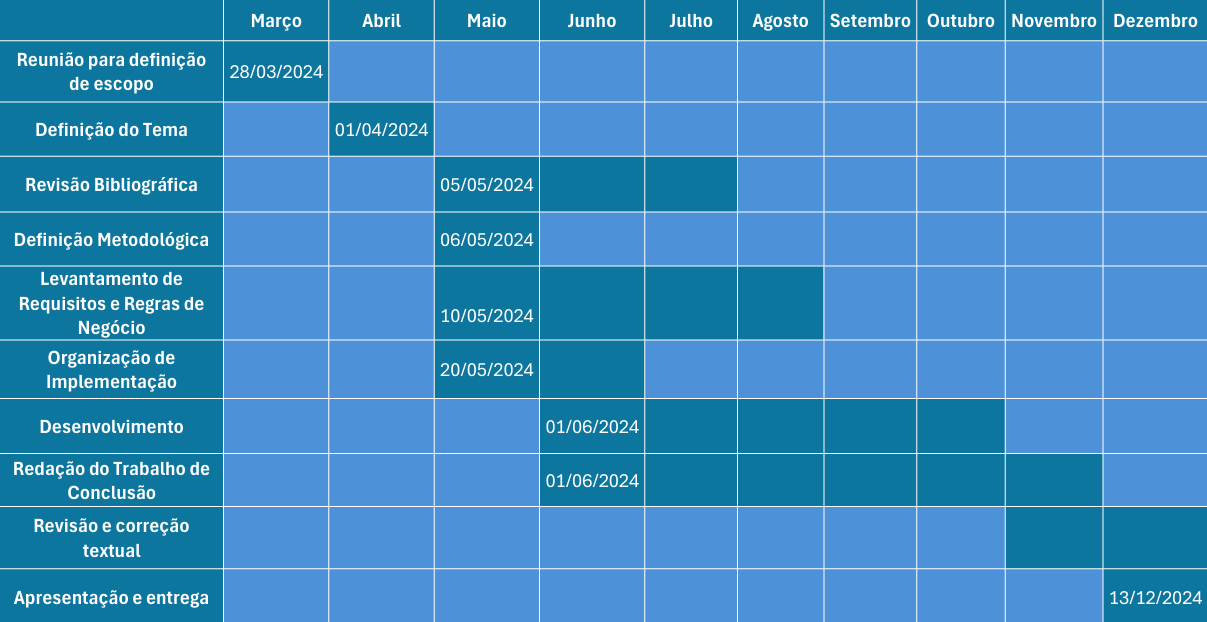 Março Abril Maio Junho Julho Agosto Setembro Outubro Novembro Dezembro
Reunião para definição
de escopo
28/03/2024
Definição do Tema
01/04/2024
Revisão Bibliográfica
05/05/2024
Definição Metodológica
06/05/2024
Levantamento de
Requisitos e Regras de
Negócio
10/05/2024
Organização de
Implementação
20/05/2024
Desenvolvimento
01/06/2024
Redação do Trabalho de
Conclusão
01/06/2024
Revisão e correção
textual
Apresentação e entrega
13/12/2024